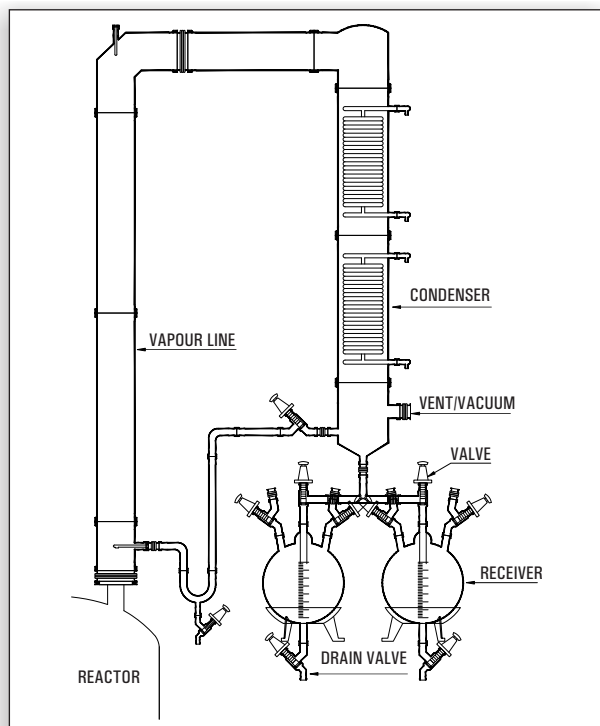 CONDENSER
VAPOUR LINE
VENT/VACUUM
VALVE
RECEIVER
DRAIN VALVE
REACTOR